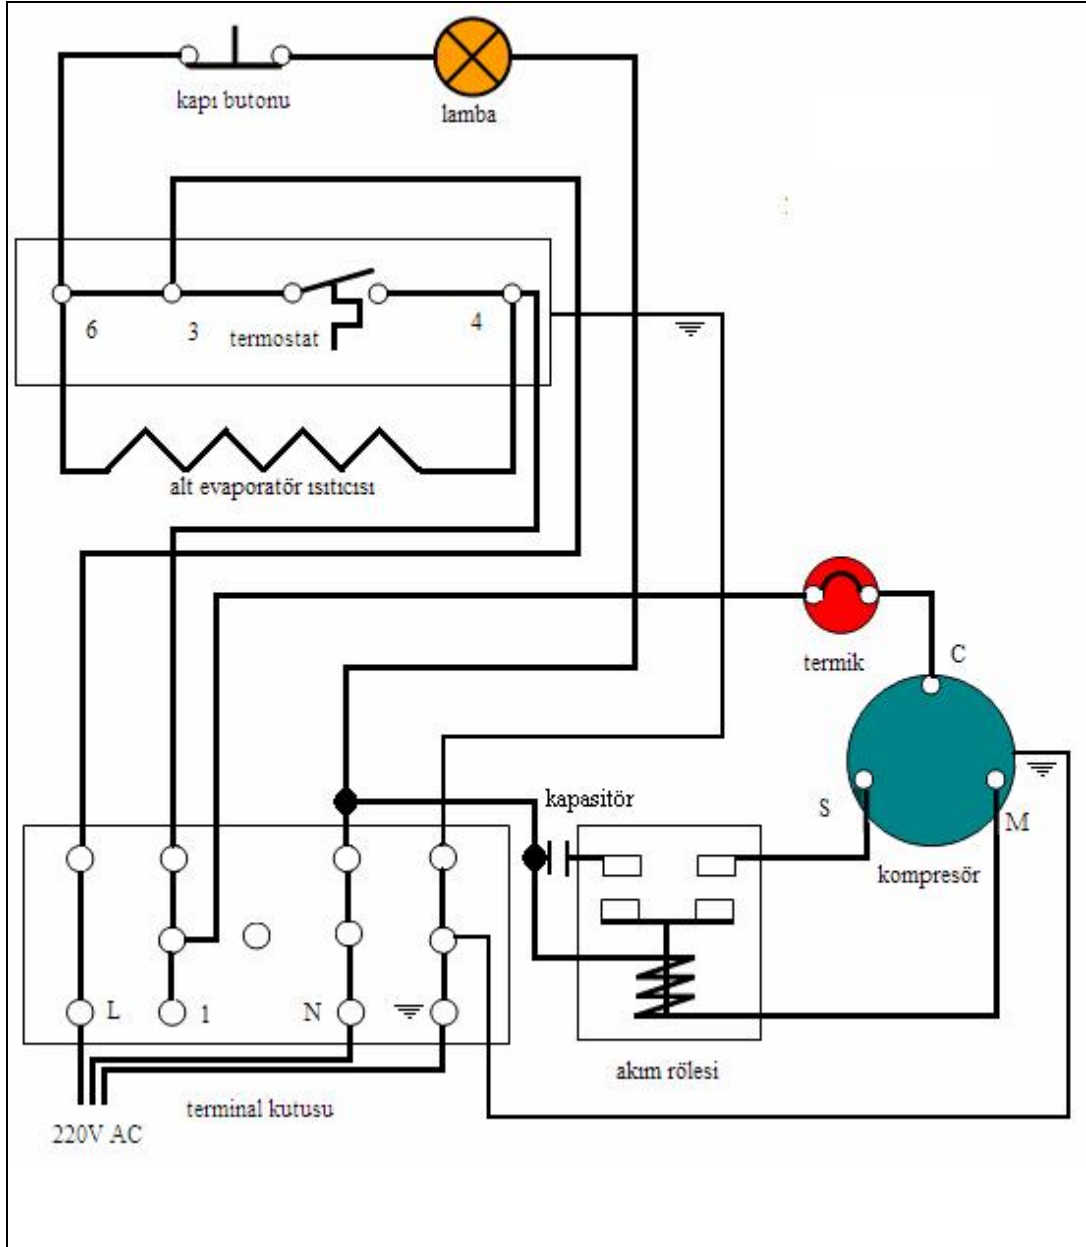 kapı butonu
lamba
6
3
termostat
4
alt evaporatör ısıtıcısı
termik
C
kapasitör
S
M
kompresör
L
1
N
akım rölesi
terminal kutusu
220V AC